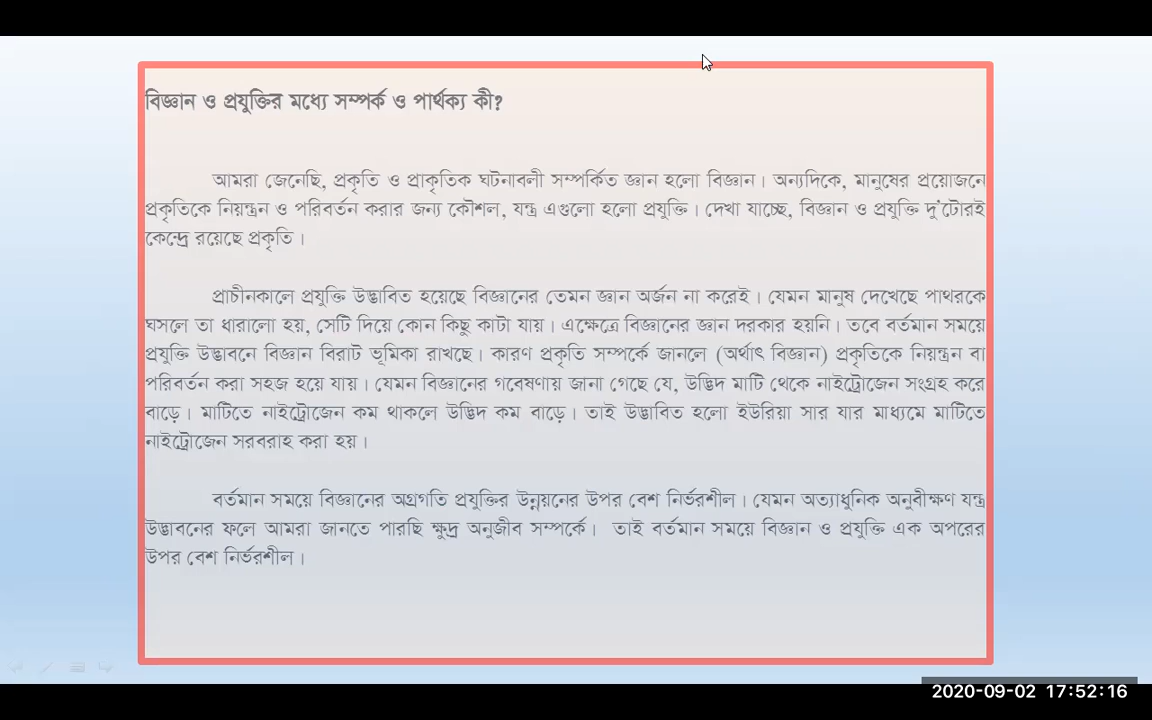 বিজ্ঞান ও প্রযুক্তির মধ্যে সম্পর্ক ও পার্থক্য কী?
আমরা জেনেছি, প্রকৃতি ও প্রাকৃতিক ঘটনাবলী সম্পর্কিত জ্ঞান হলো বিজ্ঞান। অন্যদিকে, মানুষের প্রয়োজনে
প্রকৃতিকে নিয়ন্ত্রন ও পরিবর্তন করার জন্য কৌশল, যন্ত্র এগুলো হলো প্রযুক্তি। দেখা যাচ্ছে, বিজ্ঞান ও প্রযুক্তি দু'টোরই
কেন্দ্রে রয়েছে প্রকৃতি।
প্রাচীনকালে প্রযুক্তি উদ্ভাবিত হয়েছে বিজ্ঞানের তেমন জ্ঞান অর্জন না করেই। যেমন মানুষ দেখেছে পাথরকে
ঘসলে তা ধারালো হয়, সেটি দিয়ে কোন কিছু কাটা যায়। এক্ষেত্রে বিজ্ঞানের জ্ঞান দরকার হয়নি। তবে বর্তমান সময়ে
প্রযুক্তি উদ্ভাবনে বিজ্ঞান বিরাট ভূমিকা রাখছে। কারণ প্রকৃতি সম্পর্কে জানলে (অর্থাৎ বিজ্ঞান) প্রকৃতিকে নিয়ন্ত্রন বা
পরিবর্তন করা সহজ হয়ে যায়। যেমন বিজ্ঞানের গবেষণায় জানা গেছে যে, উদ্ভিদ মাটি থেকে নাইট্রোজেন সংগ্রহ করে
বাড়ে। মাটিতে নাইট্রোজেন কম থাকলে উদ্ভিদ কম বাড়ে। তাই উদ্ভাবিত হলো ইউরিয়া সার যার মাধ্যমে মাটিতে
নাইট্রোজেন সরবরাহ করা হয়।
বর্তমান সময়ে বিজ্ঞানের অগ্রগতি প্রযুক্তির উন্নয়নের উপর বেশ নির্ভরশীল। যেমন অত্যাধুনিক অনুবীক্ষণ যন্ত্র
উদ্ভাবনের ফলে আমরা জানতে পারছি ক্ষুদ্র অনুজীব সম্পর্কে। তাই বর্তমান সময়ে বিজ্ঞান ও প্রযুক্তি এক অপরের
উপর বেশ নির্ভরশীল।
2020-09-02 17:52:16